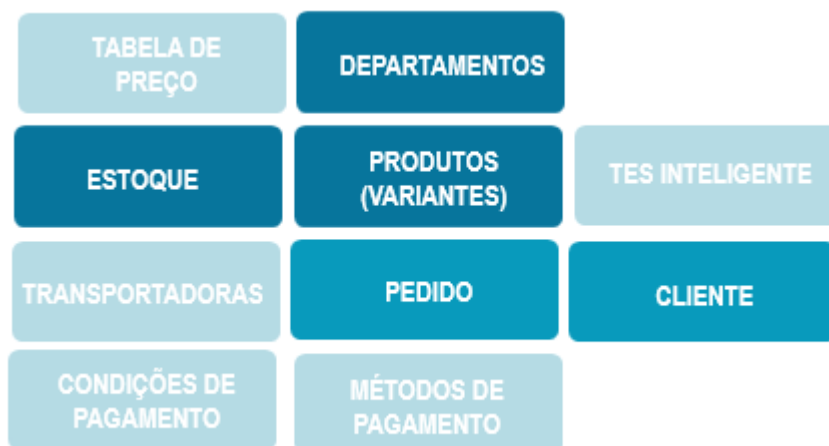 TABELA DE
PREÇO
DEPARTAMENTOS
ESTOQUE
PRODUTOS
(VARIANTES)
TES INTELIGENTE
TRANSPORTADORAS
PEDIDO
CLIENTE
CONDIÇÕES DE
PAGAMENTO
MÉTODOS DE
PAGAMENTO